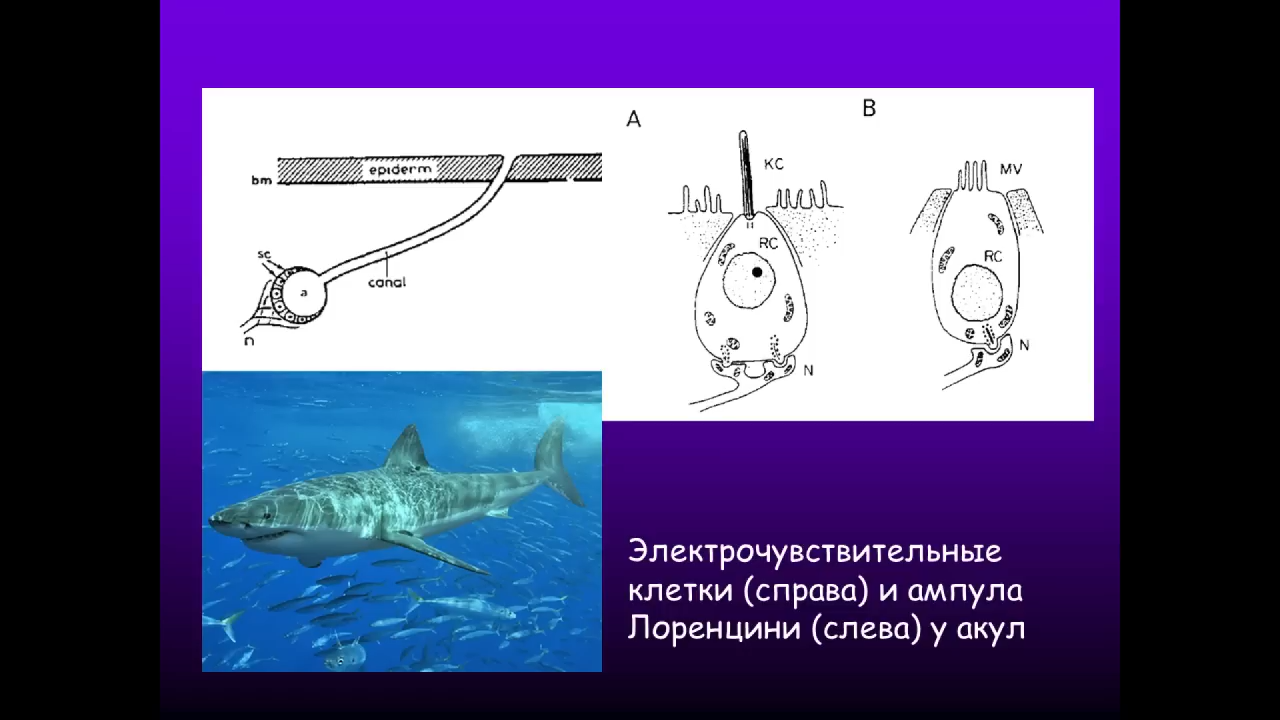 epiderm
bm
sc
a
canal
n
A
KC
RC
N
B
MV
RC
N
Электрочувствительные
клетки (справа) и ампула
Лоренцини (слева) у акул